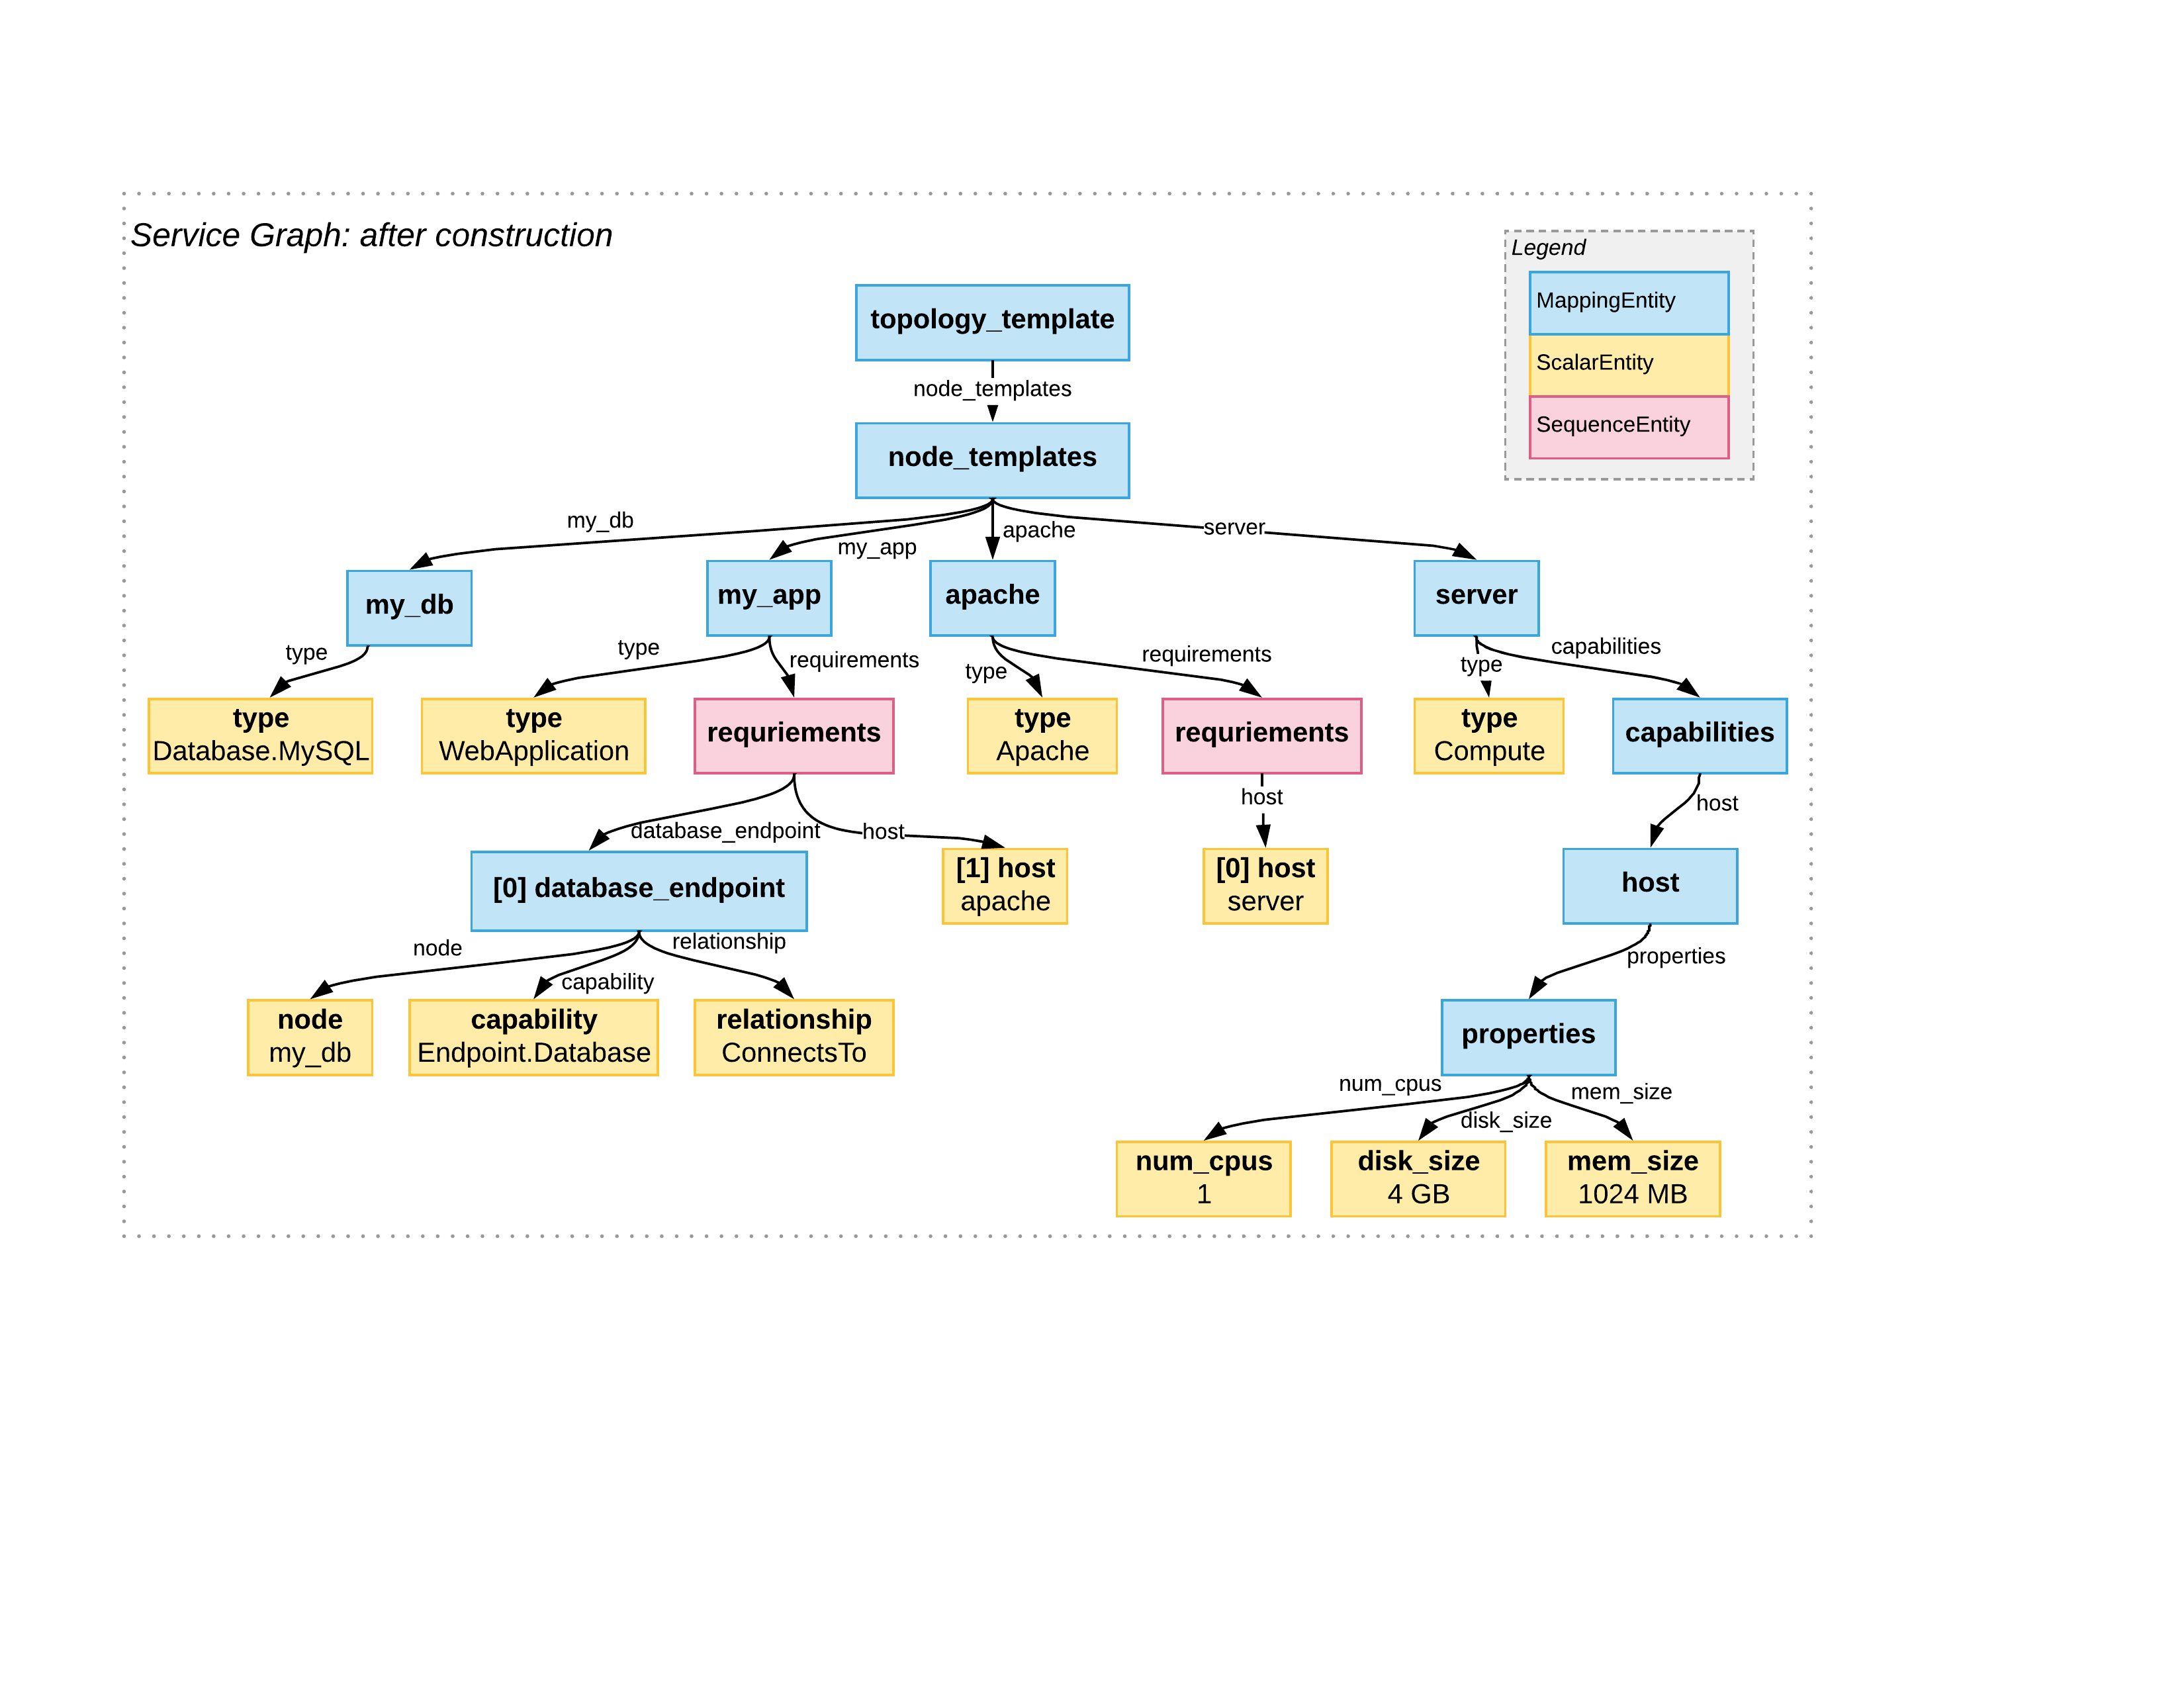 Service Graph: after construction
Legend
MappingEntity
ScalarEntity
SequenceEntity
topology_template
node_templates
node_templates
my_db
my_app
apache
server
my_db
my_app
apache
server
type
type
requirements
type
requirements
type
capabilities
type
Database.MySQL
type
WebApplication
requriements
type
Apache
requriements
type
Compute
capabilities
database_endpoint
host
host
host
[0] database_endpoint
[1] host
apache
[0] host
server
host
node
capability
relationship
properties
node
my_db
capability
Endpoint.Database
relationship
ConnectsTo
properties
num_cpus
disk_size
mem_size
num_cpus
1
disk_size
4 GB
mem_size
1024 MB